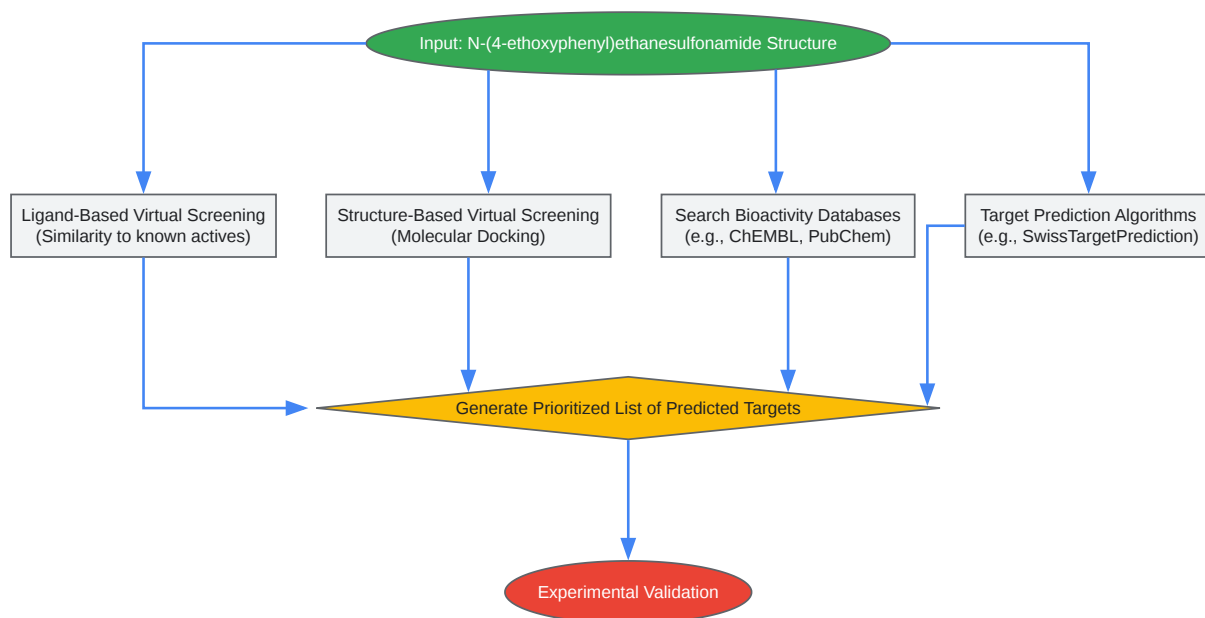 Input: N-(4-ethoxyphenyl)ethanesulfonamide Structure
Ligand-Based Virtual Screening
(Similarity to known actives)
Structure-Based Virtual Screening
(Molecular Docking)
Search Bioactivity Databases
(e.g., ChEMBL, PubChem)
Target Prediction Algorithms
(e.g., SwissTargetPrediction)
Generate Prioritized List of Predicted Targets
Experimental Validation